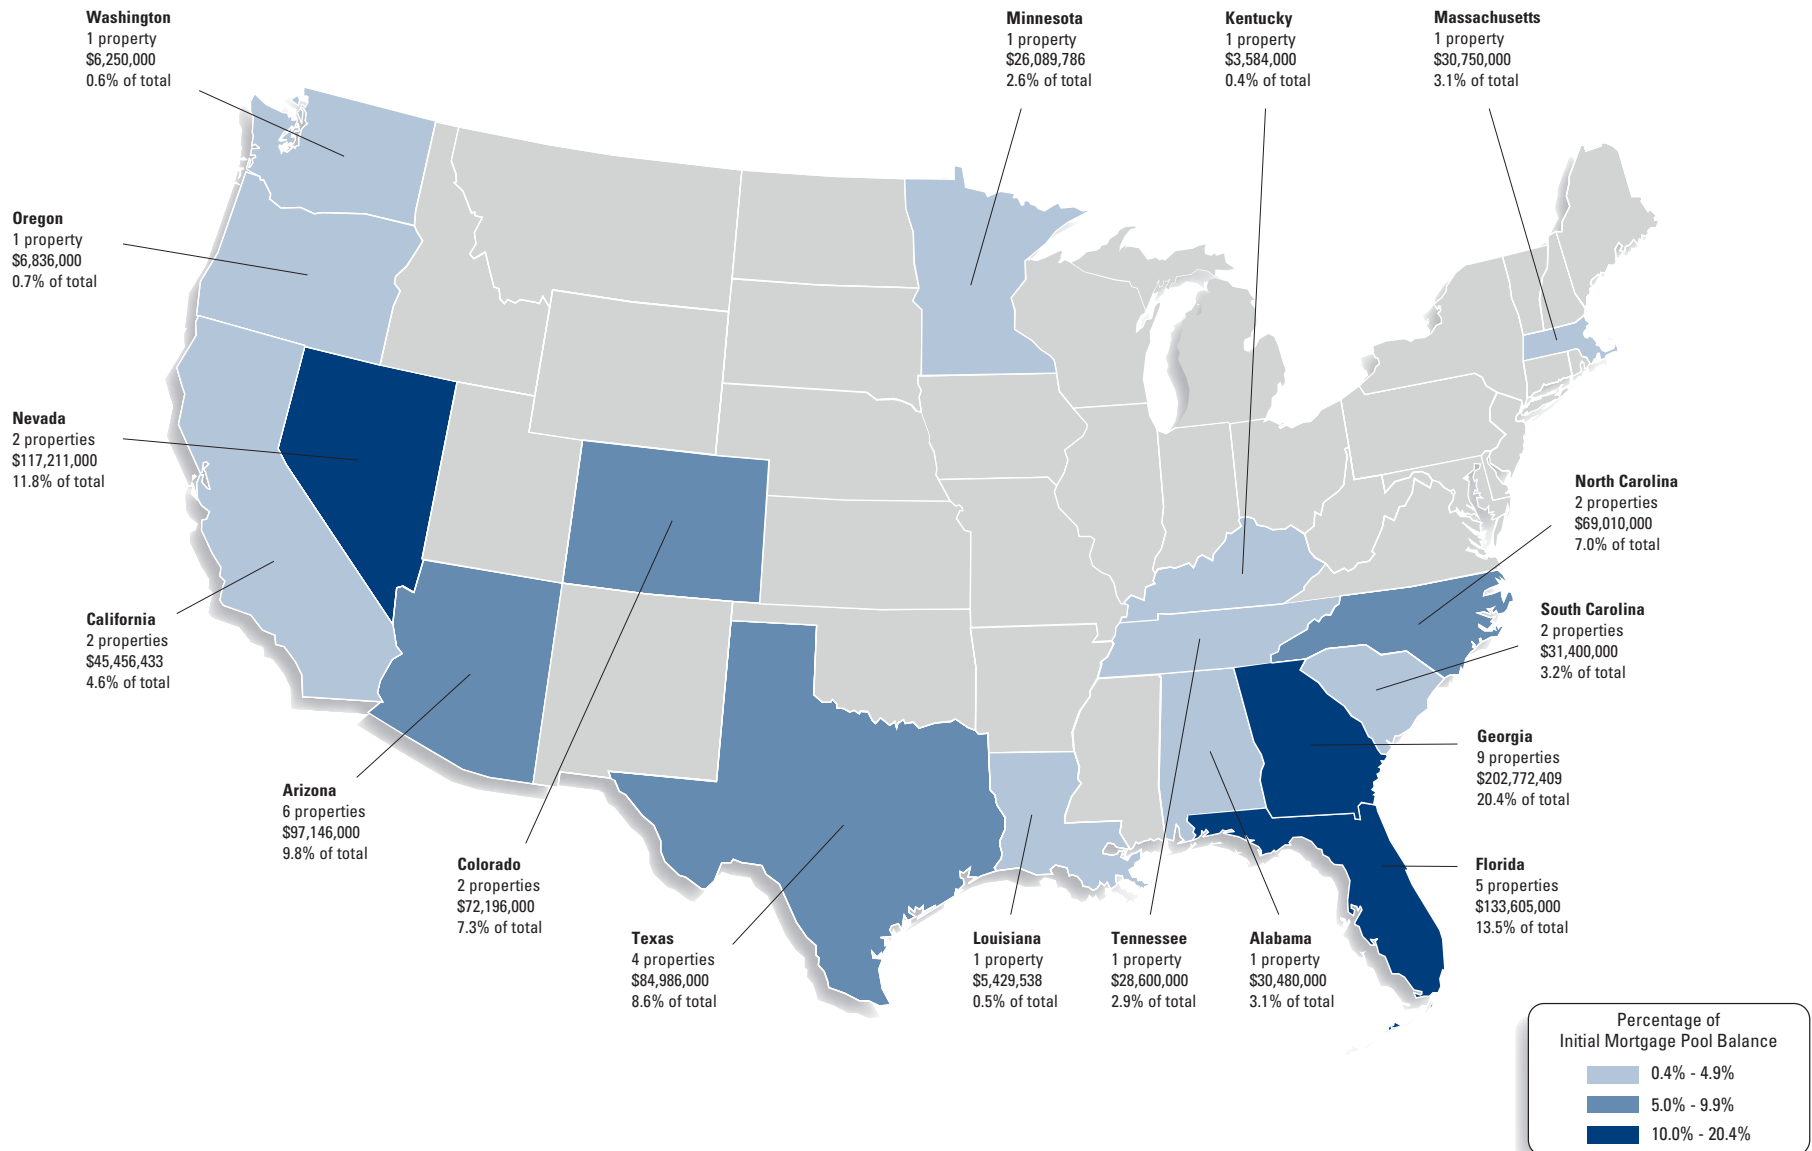 Washington
1 property
$6,250,000
0.6% of total
Minnesota
1 property
$26,089,786
2.6% of total
Kentucky
1 property
$3,584,000
0.4% of total
Massachusetts
1 property
$30,750,000
3.1% of total
Oregon
1 property
$6,836,000
0.7% of total
Nevada
2 properties
$117,211,000
11.8% of total
North Carolina
2 properties
$69,010,000
7.0% of total
California
2 properties
$45,456,433
4.6% of total
South Carolina
2 properties
$31,400,000
3.2% of total
Georgia
9 properties
$202,772,409
20.4% of total
Arizona
6 properties
$97,146,000
9.8% of total
Colorado
2 properties
$72,196,000
7.3% of total
Florida
5 properties
$133,605,000
13.5% of total
Texas
4 properties
$84,986,000
8.6% of total
Louisiana
1 property
$5,429,538
0.5% of total
Tennessee
1 property
$28,600,000
2.9% of total
Alabama
1 property
$30,480,000
3.1% of total
Percentage of
Initial Mortgage Pool Balance
0.4% - 4.9%
5.0% - 9.9%
10.0% - 20.4%